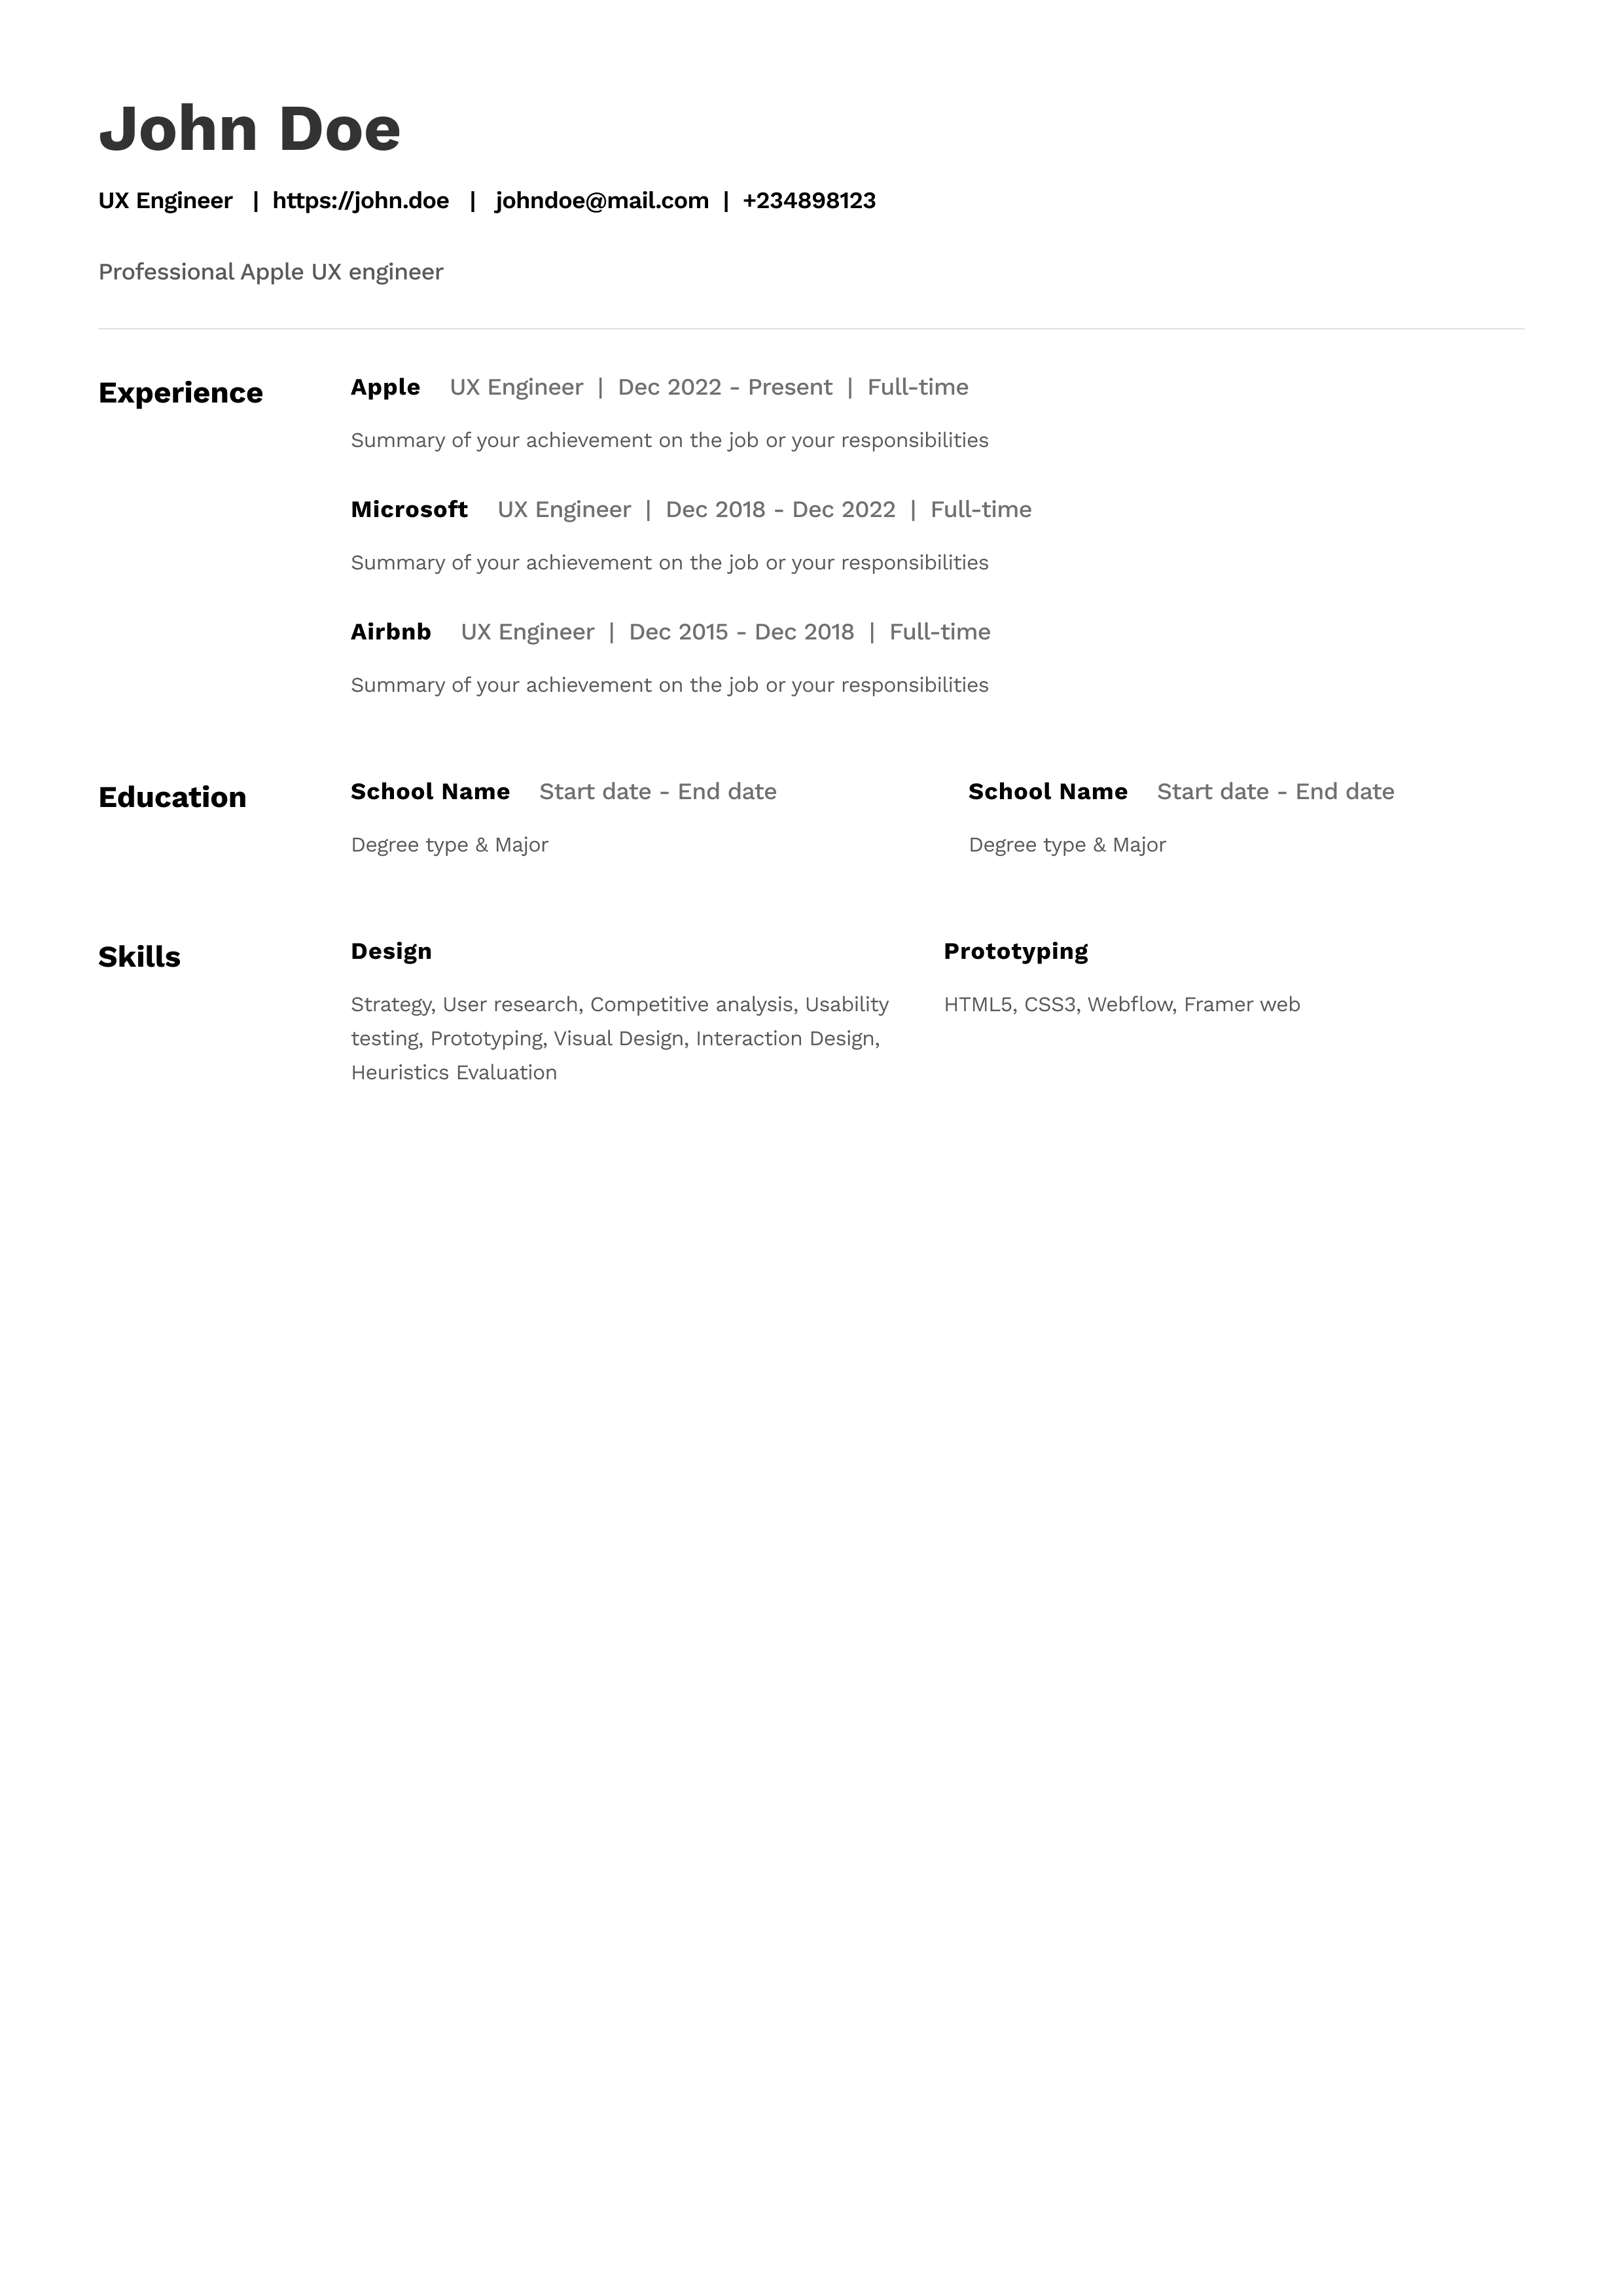 John Doe
UX Engineer | https://john.doe | johndoe@mail.com | +234898123
Professional Apple UX engineer
Experience
Apple UX Engineer | Dec 2022 - Present | Full-time
Summary of your achievement on the job or your responsibilities
Microsoft UX Engineer | Dec 2018 - Dec 2022 | Full-time
Summary of your achievement on the job or your responsibilities
Airbnb UX Engineer | Dec 2015 - Dec 2018 | Full-time
Summary of your achievement on the job or your responsibilities
Education
School Name Start date - End date
Degree type & Major
School Name Start date - End date
Degree type & Major
Skills
Design
Strategy, User research, Competitive analysis, Usability
testing, Prototyping, Visual Design, Interaction Design,
Heuristics Evaluation
Prototyping
HTML5, CSS3, Webflow, Framer web